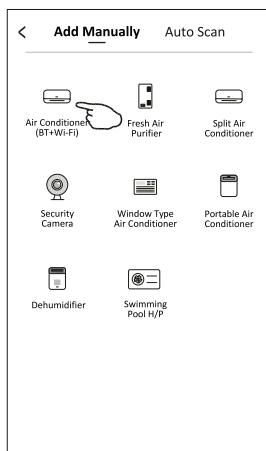 Add Manually Auto Scan
Air Conditioner
(BT+Wi-Fi)
Fresh Air
Purifier
Split Air
Conditioner
Security
Camera
Window Type
Air Conditioner
Portable Air
Conditioner
Dehumidifier
Swimming
Pool H/P